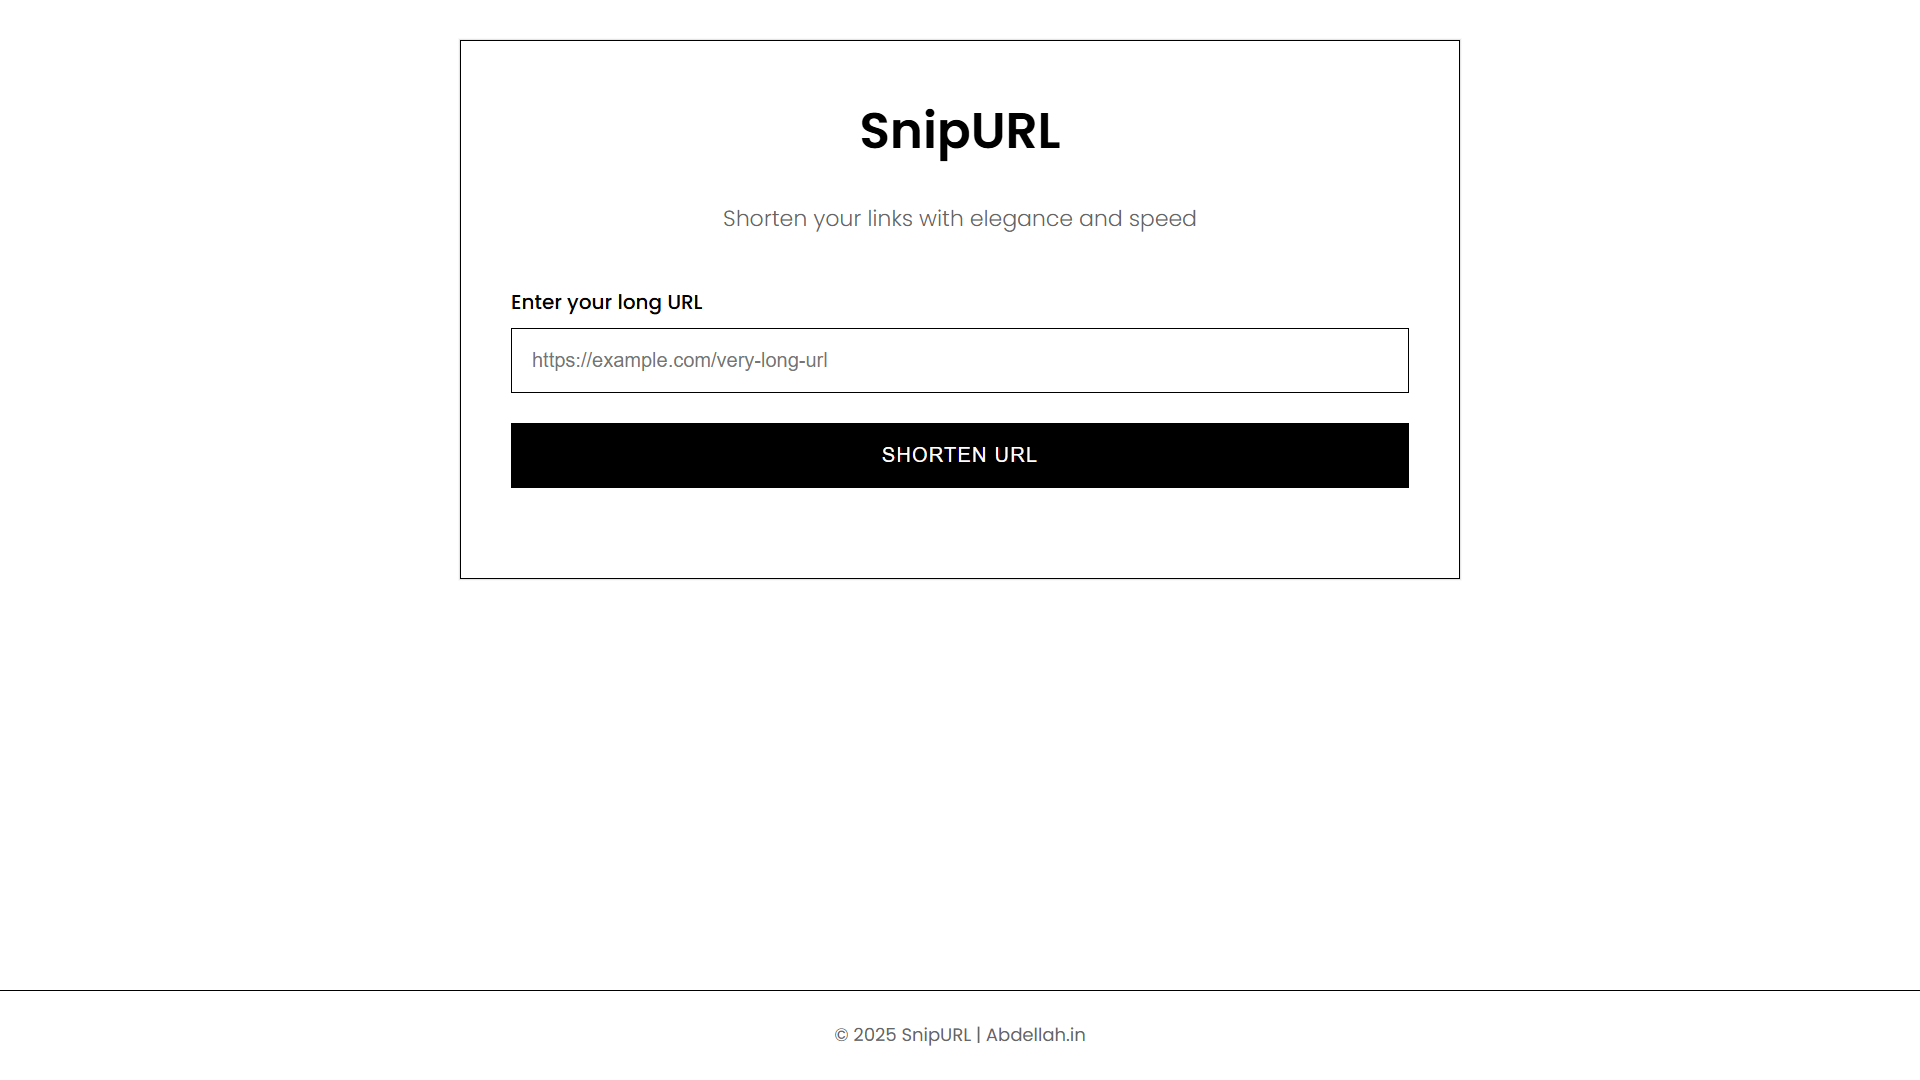 SnipURL
Shorten your links with elegance and speed
Enter your long URL
https://example.com/very-long-url
SHORTEN URL
© 2025 SnipURL | Abdellah.in